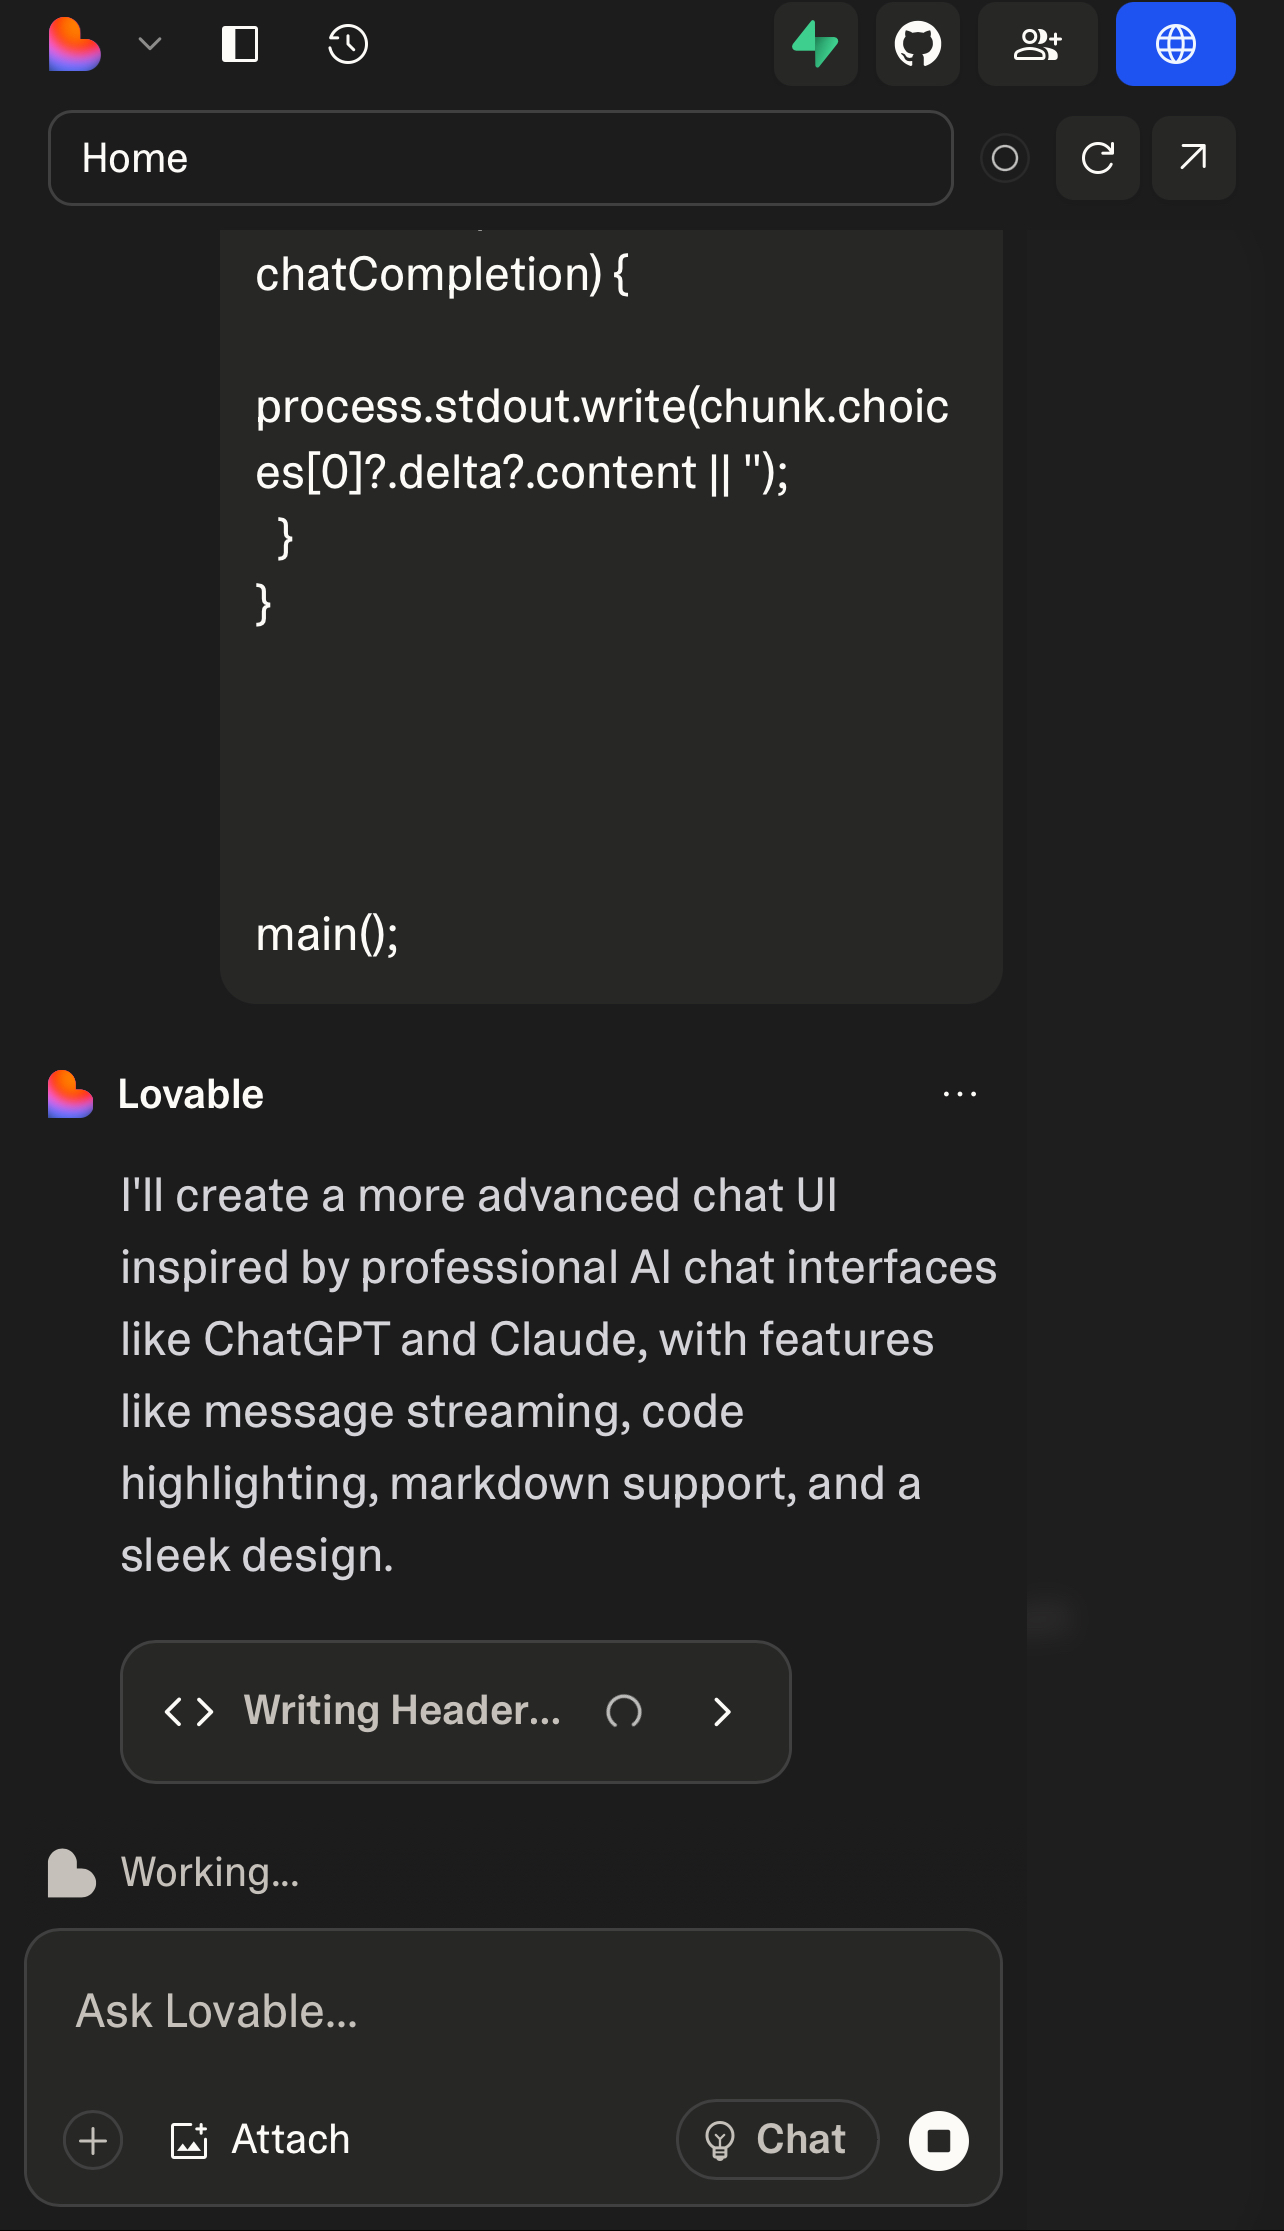 Home
chatCompletion) {
process.stdout.write(chunk.choic
es[0]?.delta?.content || '');
}
}
main();
Lovable
I'll create a more advanced chat UI
inspired by professional AI chat interfaces
like ChatGPT and Claude, with features
like message streaming, code
highlighting, markdown support, and a
sleek design.
Writing Header...
Working...
Ask Lovable...
Attach
Chat